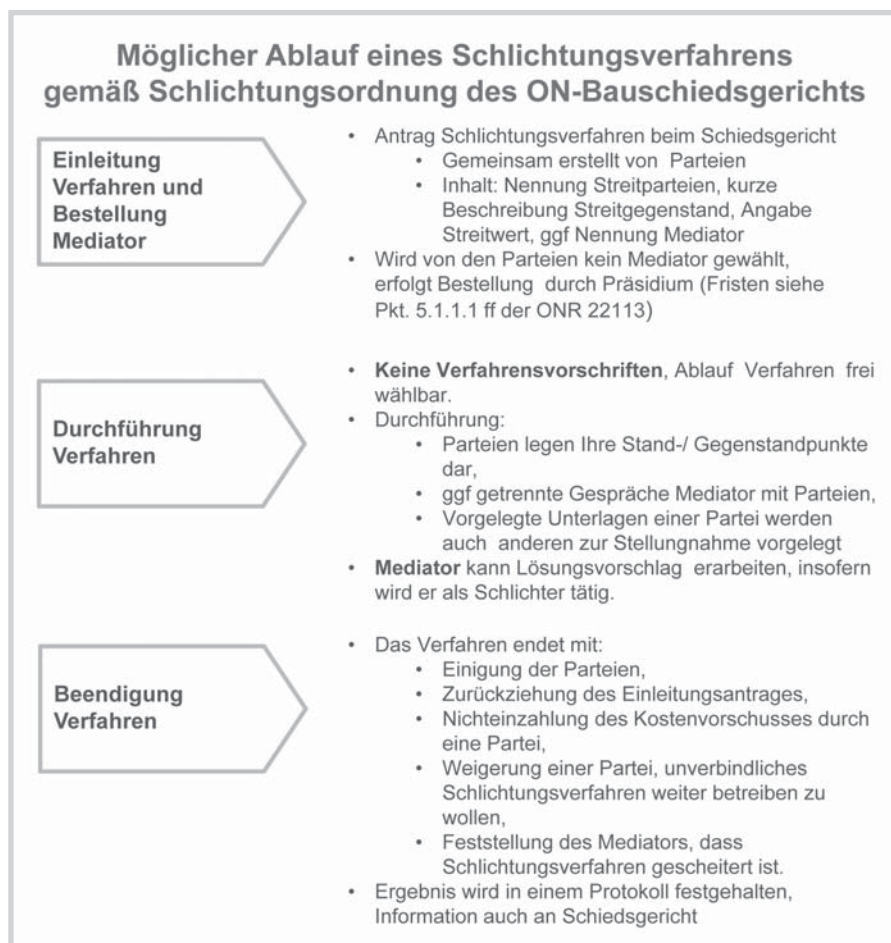 Möglicher Ablauf eines Schlichtungsverfahrens
gemäß Schlichtungsordnung des ON-Bauschiedsgerichts
Einleitung
Verfahren und
Bestellung
Mediator
• Antrag Schlichtungsverfahren beim Schiedsgericht
• Gemeinsam erstellt von Parteien
• Inhalt: Nennung Streitparteien, kurze
Beschreibung Streitgegenstand, Angabe
Streitwert, ggf Nennung Mediator
• Wird von den Parteien kein Mediator gewählt,
erfolgt Bestellung durch Präsidium (Fristen siehe
Pkt. 5.1.1.1 ff der ONR 22113)
Durchführung
Verfahren
• Keine Verfahrensvorschriften, Ablauf Verfahren frei
wählbar.
• Durchführung:
• Parteien legen Ihre Stand-/ Gegenstandpunkte
dar,
• ggf getrennte Gespräche Mediator mit Parteien,
• Vorgelegte Unterlagen einer Partei werden
auch anderen zur Stellungnahme vorgelegt
• Mediator kann Lösungsvorschlag erarbeiten, insofern
wird er als Schlichter tätig.
Beendigung
Verfahren
• Das Verfahren endet mit:
• Einigung der Parteien,
• Zurückziehung des Einleitungsantrages,
• Nichteinzahlung des Kostenvorschusses durch
eine Partei,
• Weigerung einer Partei, unverbindliches
Schlichtungsverfahren weiter betreiben zu
wollen,
• Feststellung des Mediators, dass
Schlichtungsverfahren gescheitert ist.
• Ergebnis wird in einem Protokoll festgehalten,
Information auch an Schiedsgericht